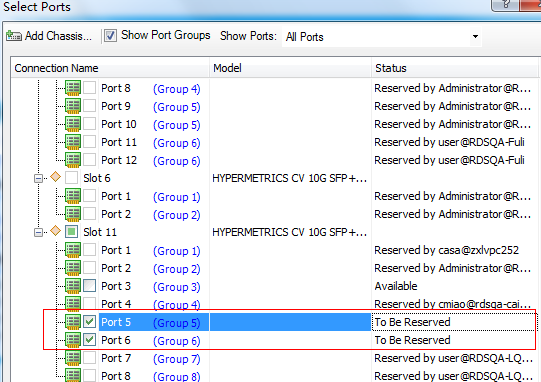 Select Ports
Add Chassis... Show Port Groups Show Ports: All Ports
Connection Name Model Status
Port 8 (Group 4) Reserved by Administrator@R...
Port 9 (Group 5) Reserved by Administrator@R...
Port 10 (Group 5) Reserved by Administrator@R...
Port 11 (Group 6) Reserved by user@RDSQA-Fuli
Port 12 (Group 6) Reserved by user@RDSQA-Fuli
Slot 6 HYPERMETRICS CV 10G SFP+...
Port 1 (Group 1) Reserved by Administrator@R...
Port 2 (Group 2) Reserved by Administrator@R...
Slot 11 HYPERMETRICS CV 10G SFP+...
Port 1 (Group 1) Reserved by casa@zxlvpc252
Port 2 (Group 2) Reserved by Administrator@R...
Port 3 (Group 3) Available
Port 4 (Group 4) Reserved by cmiao@rdsqa-cai...
Port 5 (Group 5) To Be Reserved
Port 6 (Group 6) To Be Reserved
Port 7 (Group 7) Reserved by user@RDSQA-LQ...
Port 8 (Group 8) Reserved by user@RDSQA-LQ...